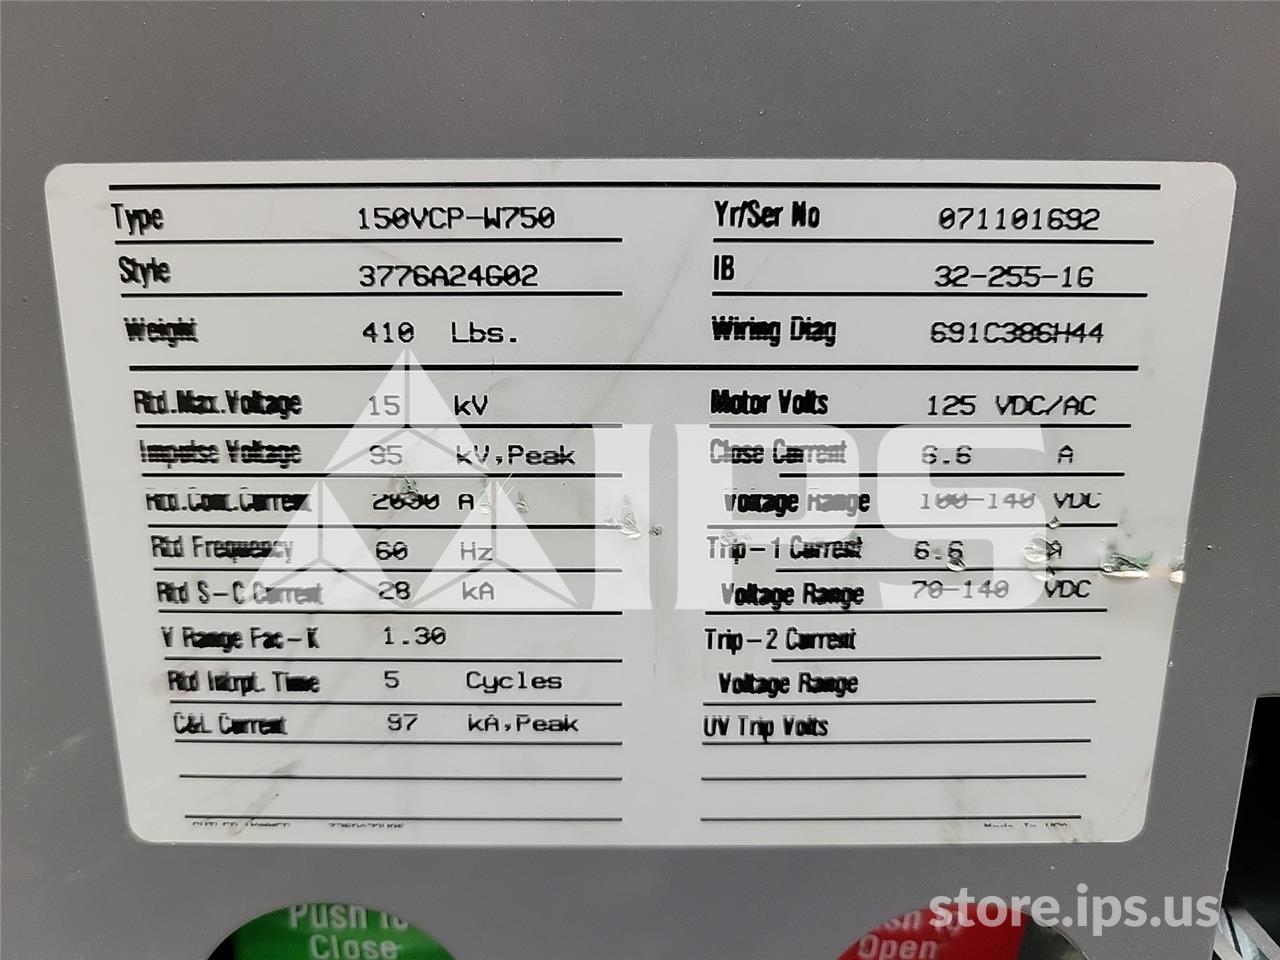 Type 150VCP-W750 Yr/Ser No 071101692
Style 3776A24G02 IB 32-255-1G
Weight 410 Lbs. Wiring Diag 691C386H44
Rtd.Max.Voltage 15 kV Motor Volts 125 VDC/AC
Impulse Voltage 95 kV,Peak Close Current 6.6 A
Rtd.Cont.Current A Voltage Range 100-140 VDC
Rtd Frequency 60 Hz Trip-1 Current 6.6 A
Rtd S-C Current 28 kA Voltage Range 70-140 VDC
V Range Fac-K 1.30 Trip-2 Current
Rtd Intrpt. Time 5 Cycles Voltage Range
C&L Current 97 kA,Peak UV Trip Volts
IPS
Push To
Close
Open
store.ips.us